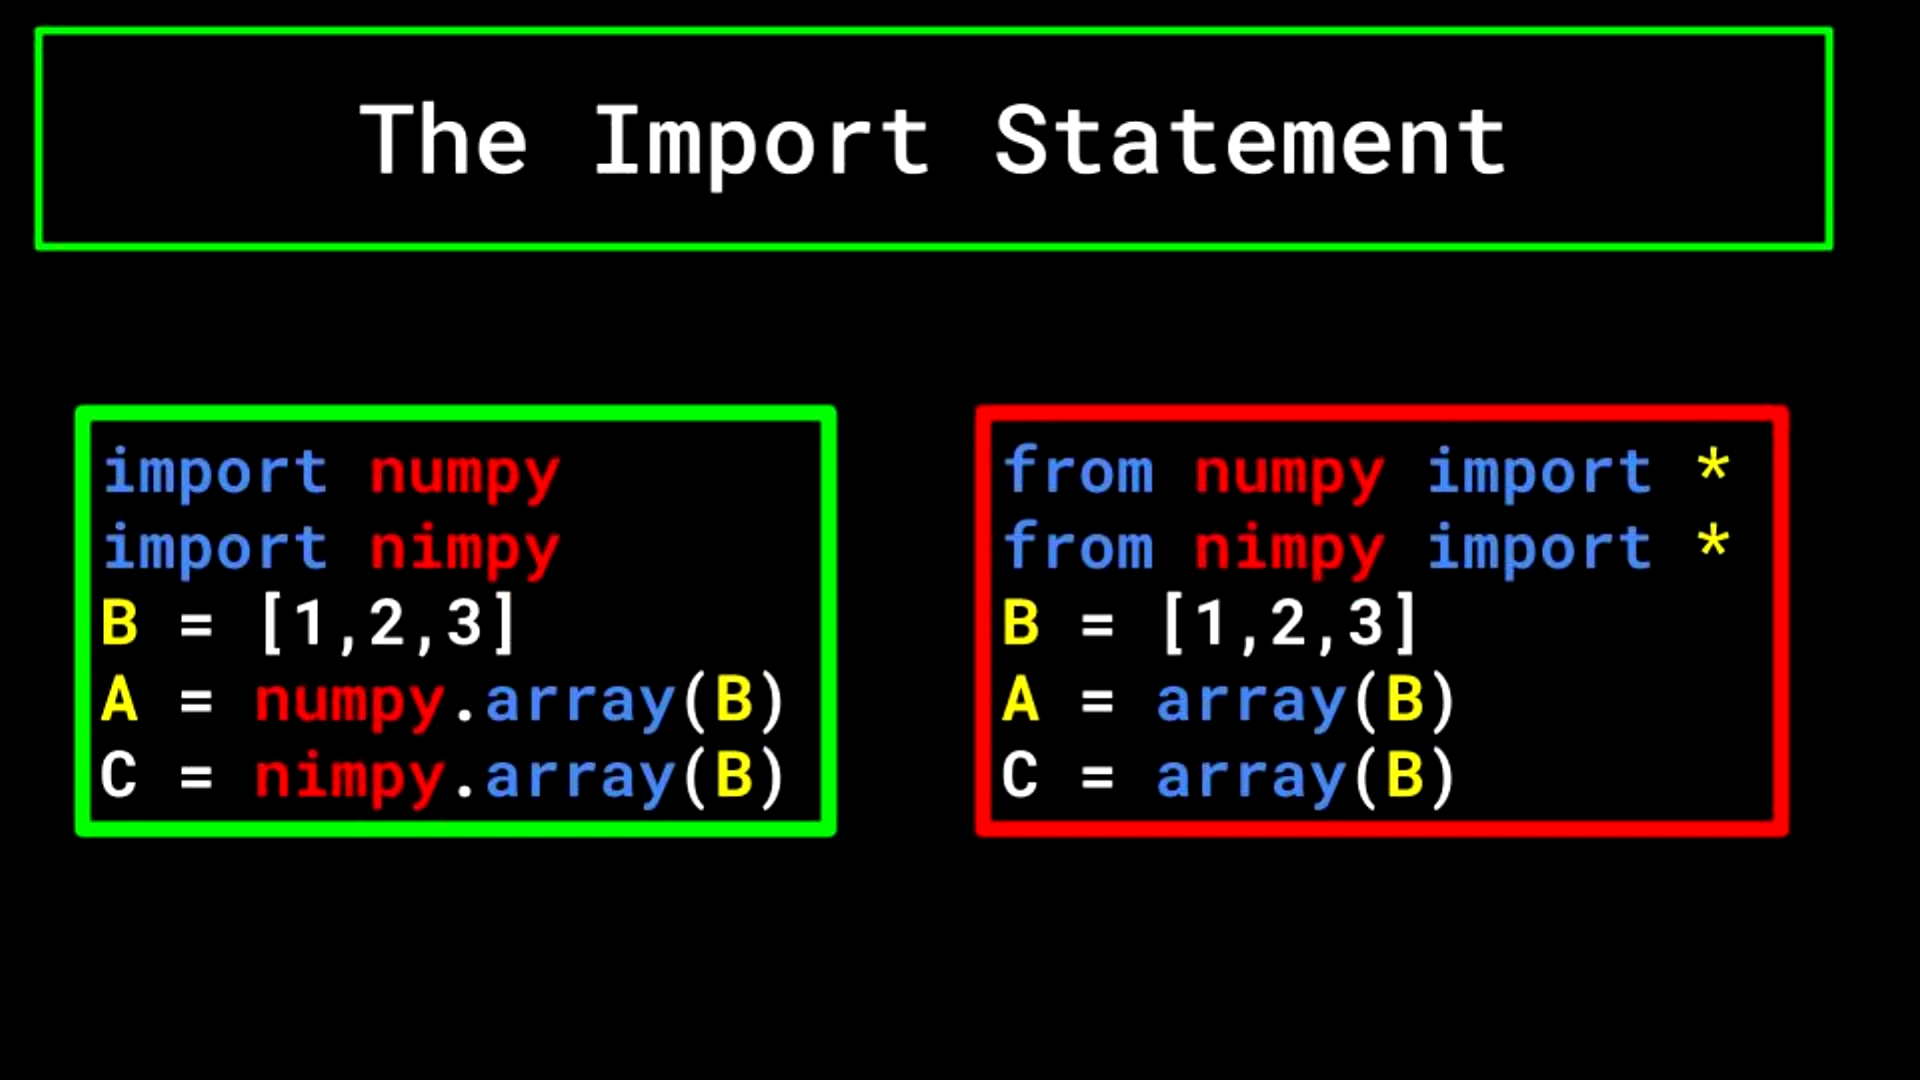 The Import Statement
import numpy
import nimpy
B = [1,2,3]
A = numpy.array(B)
C = nimpy.array(B)
from numpy import *
from nimpy import *
B = [1,2,3]
A = array(B)
C = array(B)